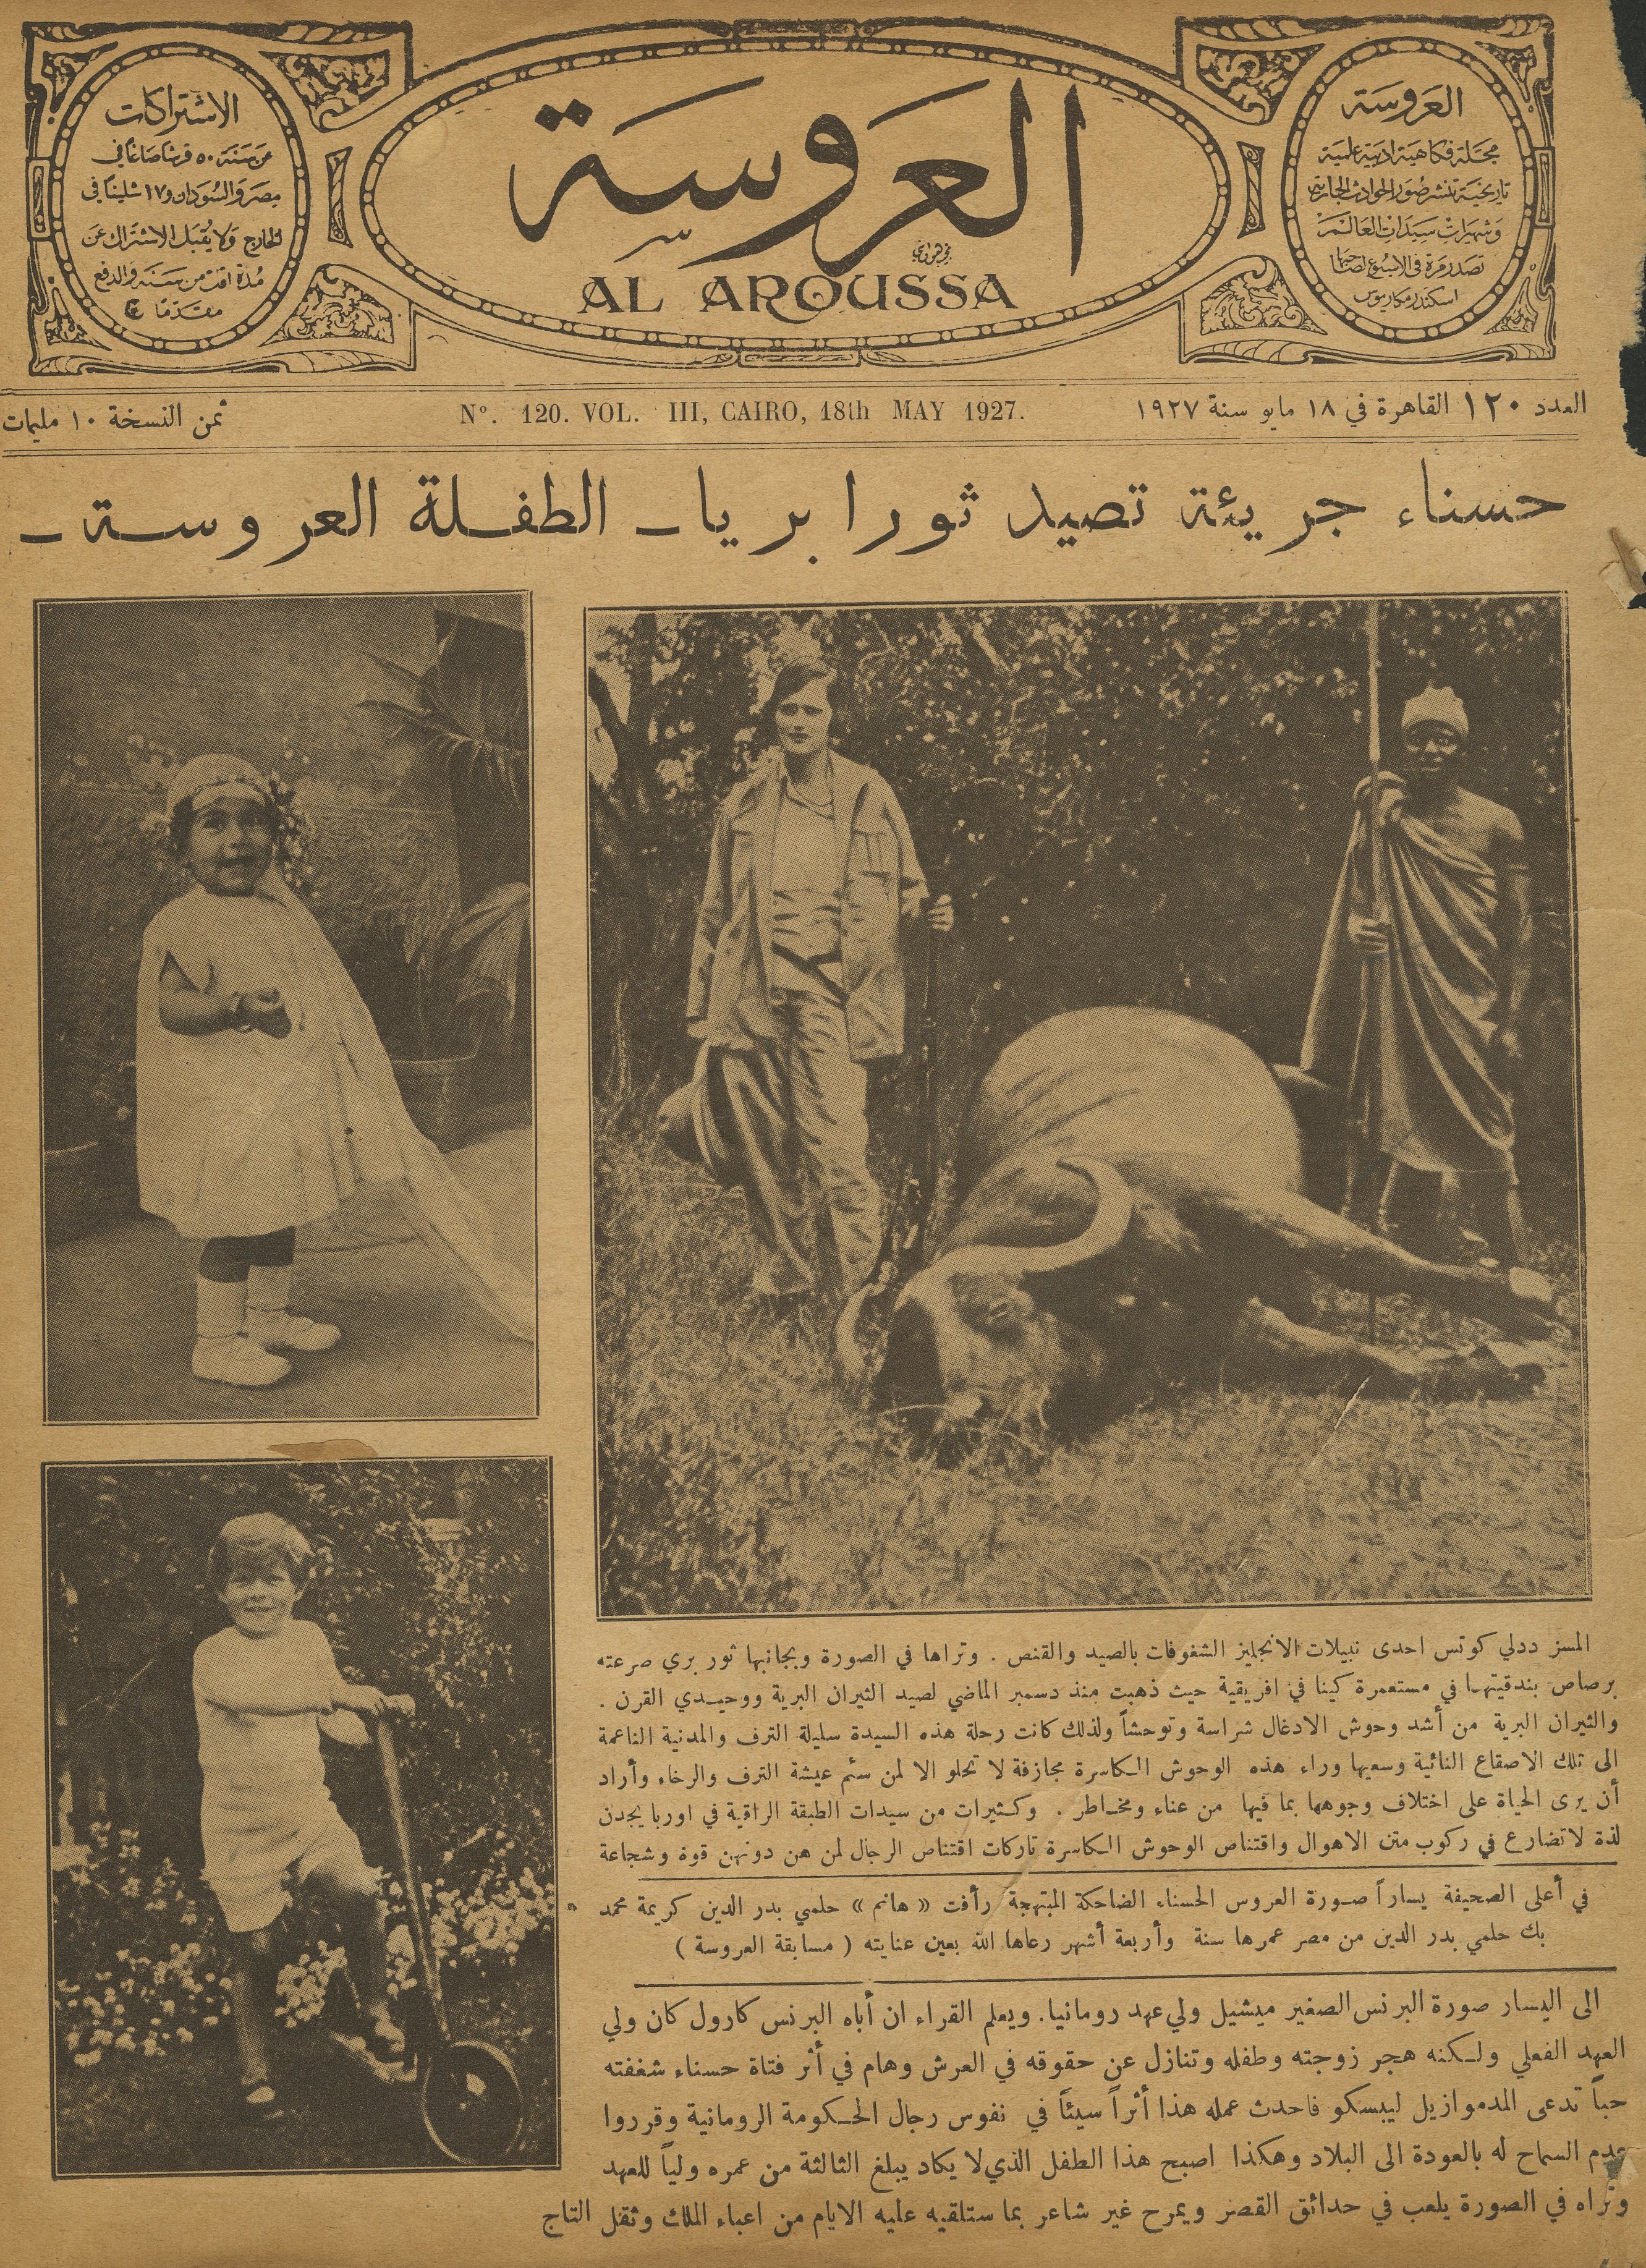 العروسة
مجلة فكاهية ادبية علمية
تاريخية تنشر صور الحوادث الجارية
وشهيرات سيدات العالم
تصدر مرة في الاسبوع لصاحبها
اسكندر مكاريوس
العروسة
AL AROUSSA
الاشتراكات
عن سنة ٥٠ قرشا صاغا في
مصر والسودان و١٧ شلينا في
الخارج ولا يقبل الاشتراك عن
مدة اقل من سنة والدفع
مقدما
العدد ١٢٠ القاهرة في ١٨ مايو سنة ١٩٢٧
Nº. 120. VOL. III, CAIRO, 18th MAY 1927.
ثمن النسخة ١٠ مليمات
حسناء جريئة تصيد ثورا بريا ـ الطفلة العروسة ـ
المسز ددلي كوتس احدى نبيلات الانجليز الشغوفات بالصيد والقنص . وتراها في الصورة وبجانبها ثور بري صرعته
برصاص بندقيتها في مستعمرة كينا في افريقية حيث ذهبت منذ دسمبر الماضي لصيد الثيران البرية ووحيدي القرن .
والثيران البرية من أشد وحوش الادغال شراسة وتوحشاً ولذلك كانت رحلة هذه السيدة سليلة الترف والمدنية الناعمة
الى تلك الاصقاع النائية وسعيها وراء هذه الوحوش الكاسرة مجازفة لا تحلو الا لمن سئم عيشة الترف والرخاء وأراد
أن يرى الحياة على اختلاف وجوهها بما فيها من عناء ومخاطر . وكثيرات من سيدات الطبقة الراقية في اوربا يجدن
لذة لا تضارع في ركوب متن الاهوال واقتناص الوحوش الكاسرة تاركات اقتناص الرجال لمن هن دونهن قوة وشجاعة
في أعلى الصحيفة يساراً صورة العروس الحسناء الضاحكة المبتهجة رأفت « هانم » حلمي بدر الدين كريمة محمد
بك حلمي بدر الدين من مصر عمرها سنة وأربعة أشهر رعاها الله بعين عنايته ( مسابقة العروسة )
الى اليسار صورة البرنس الصغير ميشيل ولي عهد رومانيا. ويعلم القراء ان أباه البرنس كارول كان ولي
العهد الفعلي ولكنه هجر زوجته وطفله وتنازل عن حقوقه في العرش وهام في أثر فتاة حسناء شغفته
حباً تدعى المدموازيل ليبسكو فاحدث عمله هذا أثراً سيئاً في نفوس رجال الحكومة الرومانية وقرروا
عدم السماح له بالعودة الى البلاد وهكذا اصبح هذا الطفل الذي لا يكاد يبلغ الثالثة من عمره ولياً للعهد
وتراه في الصورة يلعب في حدائق القصر ويمرح غير شاعر بما ستلقيه عليه الايام من اعباء الملك وثقل التاج